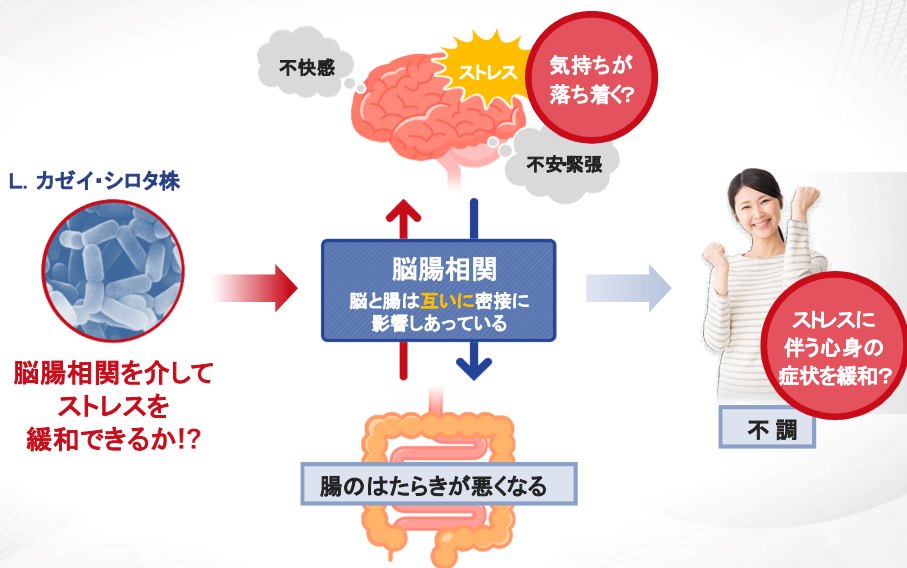 不快感
ストレス
気持ちが
落ち着く?
不安・緊張
L. カゼイ・シロタ株
脳腸相関
脳と腸は互いに密接に
影響しあっている
脳腸相関を介して
ストレスを
緩和できるか!?
ストレスに
伴う心身の
症状を緩和?
不調
腸のはたらきが悪くなる